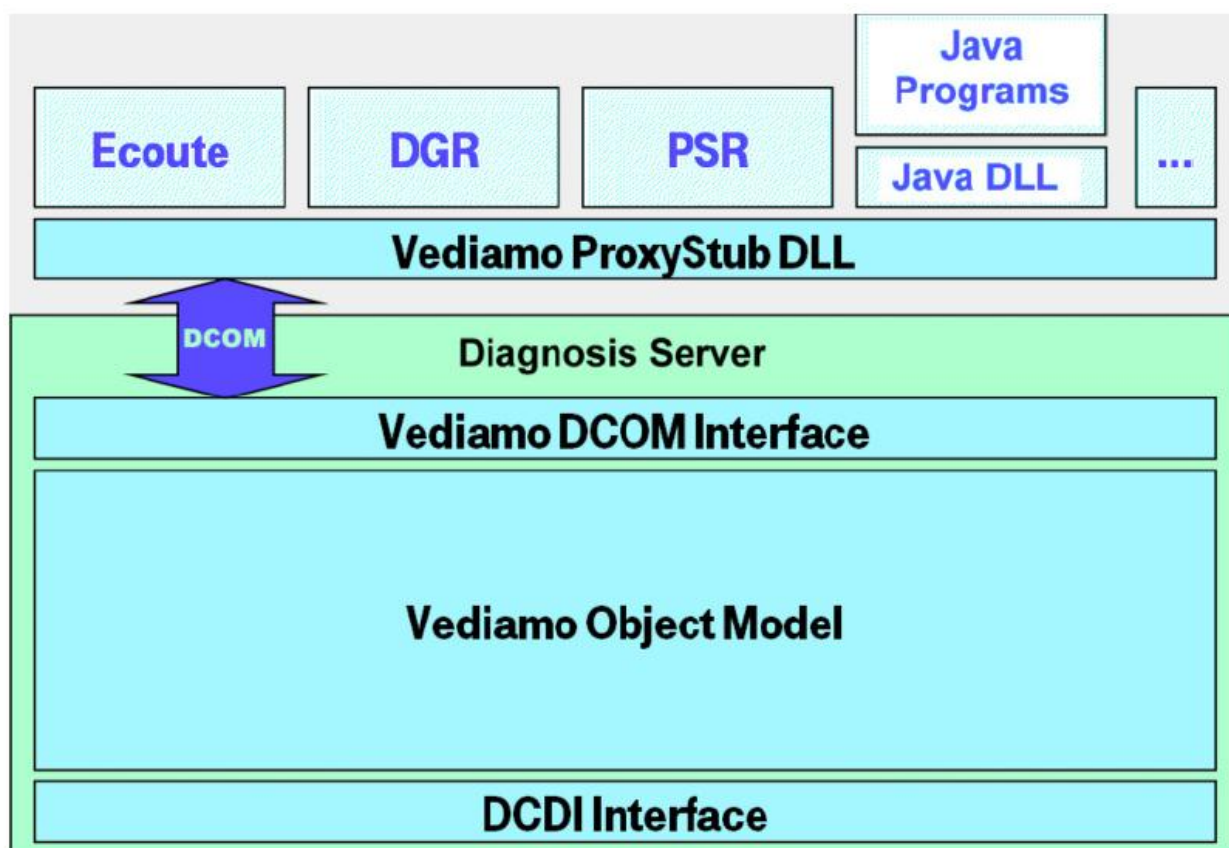 Java
Programs
Ecoute
DGR
PSR
Java DLL
...
Vediamo ProxyStub DLL
DCOM
Diagnosis Server
Vediamo DCOM Interface
Vediamo Object Model
DCDI Interface